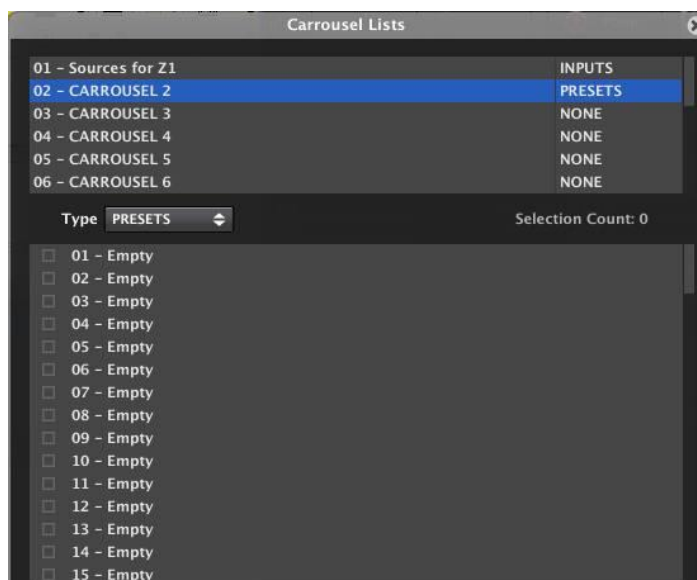 Carrousel Lists
01 – Sources for Z1 INPUTS
02 – CARROUSEL 2 PRESETS
03 – CARROUSEL 3 NONE
04 – CARROUSEL 4 NONE
05 – CARROUSEL 5 NONE
06 – CARROUSEL 6 NONE
Type PRESETS Selection Count: 0
01 – Empty
02 – Empty
03 – Empty
04 – Empty
05 – Empty
06 – Empty
07 – Empty
08 – Empty
09 – Empty
10 – Empty
11 – Empty
12 – Empty
13 – Empty
14 – Empty
15 – Empty